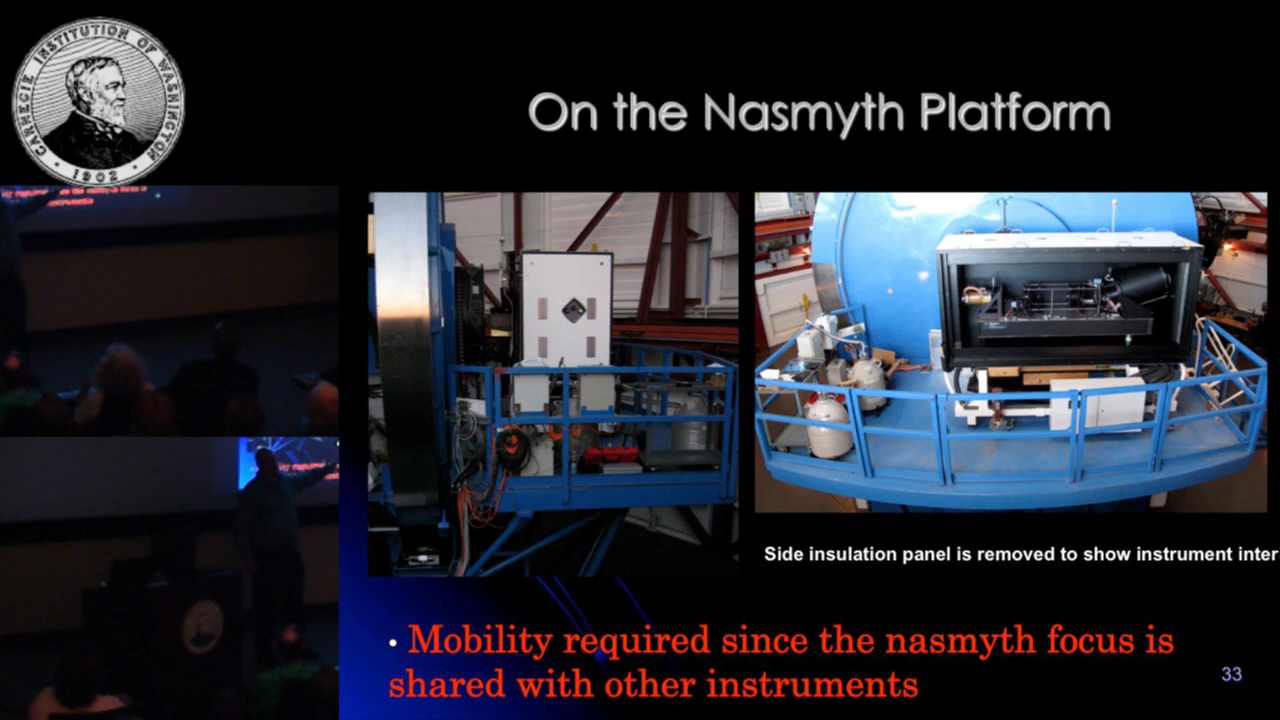 CARNEGIE INSTITUTION OF WASHINGTON
1902
On the Nasmyth Platform
Side insulation panel is removed to show instrument inter
• Mobility required since the nasmyth focus is
shared with other instruments
33